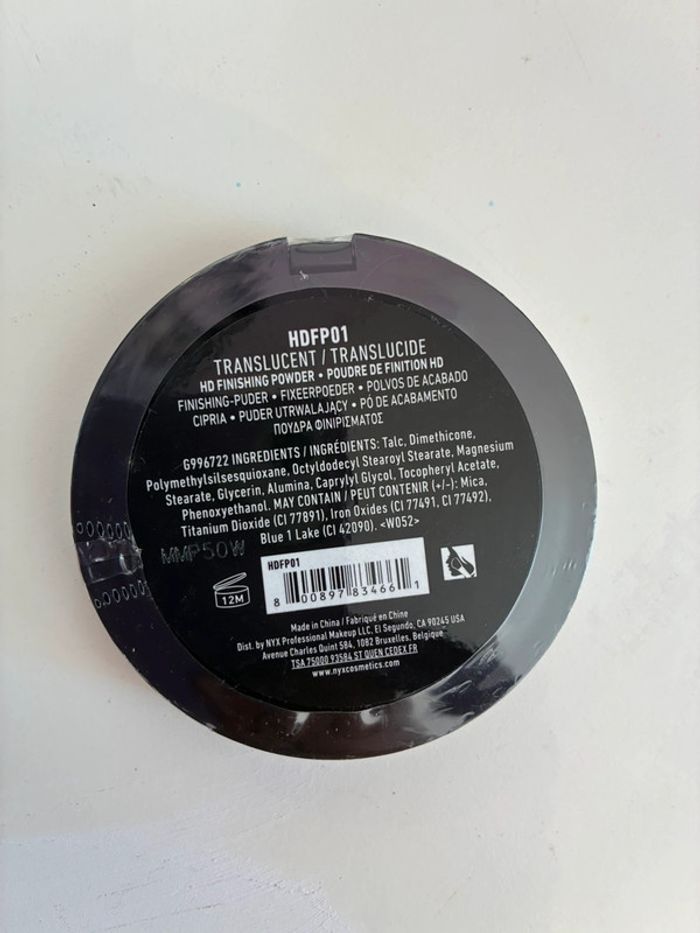 HDFP01
TRANSLUCENT / TRANSLUCIDE
HD FINISHING POWDER • POUDRE DE FINITION HD
FINISHING-PUDER • FIXEERPOEDER • POLVOS DE ACABADO
CIPRIA • PUDER UTRWALAJĄCY • PÓ DE ACABAMENTO
ΠΟΥΔΡΑ ΦΙΝΙΡΙΣΜΑΤΟΣ
G996722 INGREDIENTS / INGRÉDIENTS: Talc, Dimethicone,
Polymethylsilsesquioxane, Octyldodecyl Stearoyl Stearate, Magnesium
Stearate, Glycerin, Alumina, Caprylyl Glycol, Tocopheryl Acetate,
Phenoxyethanol. MAY CONTAIN / PEUT CONTENIR (+/-): Mica,
Titanium Dioxide (CI 77891), Iron Oxides (CI 77491, CI 77492),
Blue 1 Lake (CI 42090). <W052>
MMP50W
HDFP01
12M
8 00897 83466 1
Made in China / Fabriqué en Chine
Dist. by NYX Professional Makeup LLC, El Segundo, CA 90245 USA
Avenue Charles Quint 584, 1082 Bruxelles, Belgique
TSA 75000 93584 ST OUEN CEDEX FR
www.nyxcosmetics.com